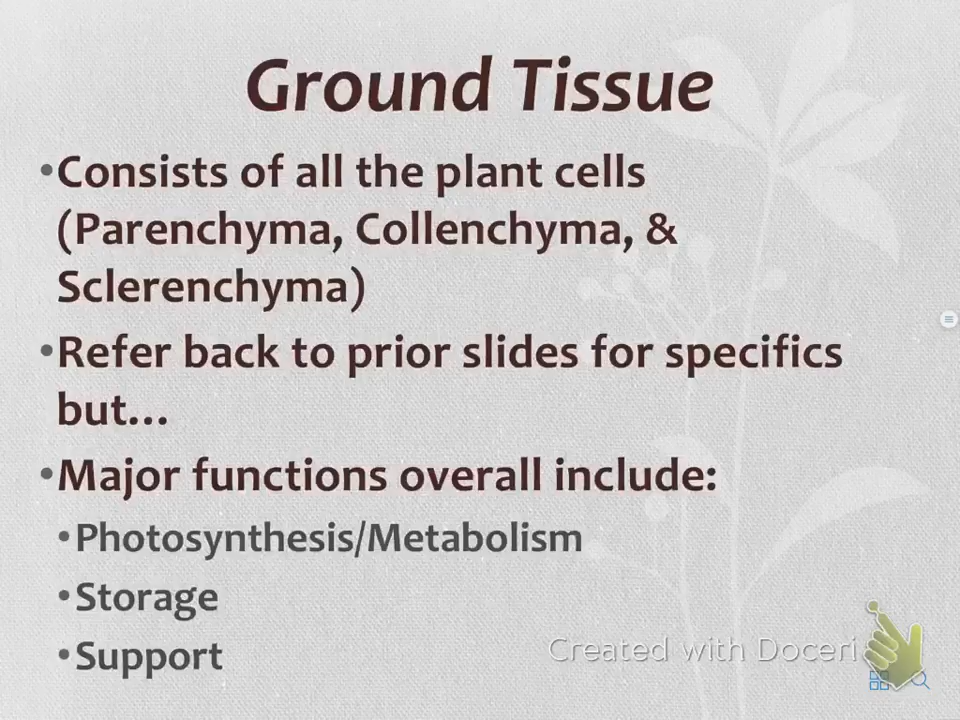 Ground Tissue
•Consists of all the plant cells
(Parenchyma, Collenchyma, &
Sclerenchyma)
•Refer back to prior slides for specifics
but...
•Major functions overall include:
•Photosynthesis/Metabolism
•Storage
•Support
Created with Doceri